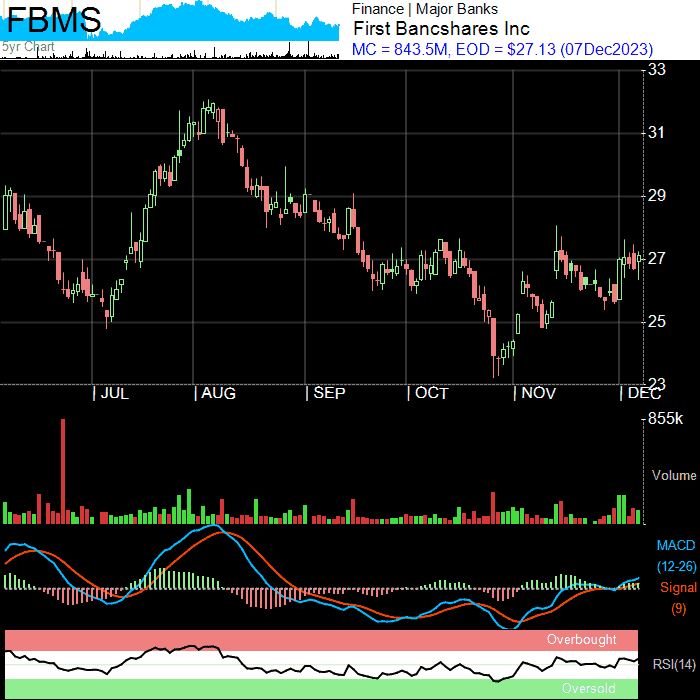 FBMS
5yr Chart
Finance | Major Banks
First Bancshares Inc
MC = 843.5M, EOD = $27.13 (07Dec2023)
33
31
29
27
25
23
| JUL | AUG | SEP | OCT | NOV | DEC
855k
Volume
MACD
(12-26)
Signal
(9)
Overbought
RSI(14)
Oversold